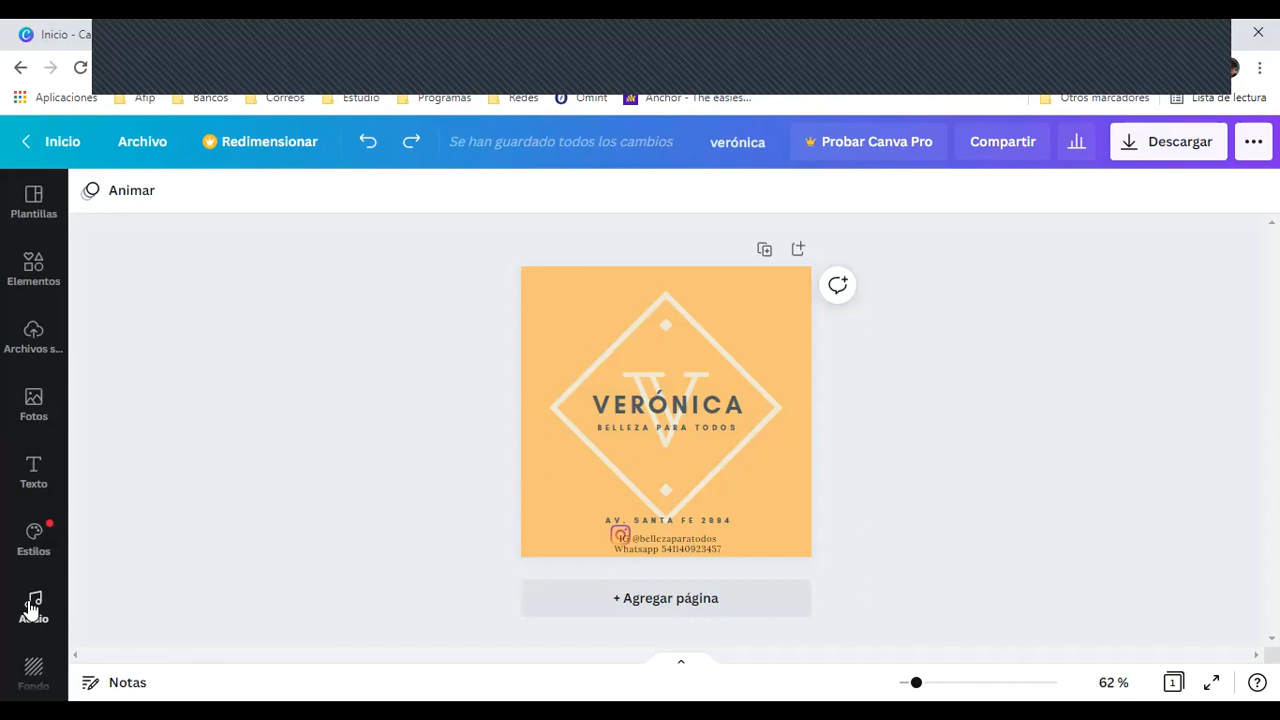 Inicio - Ca
Aplicaciones
Afip
Bancos
Correos
Estudio
Programas
Redes
Omint
Anchor - The easies...
Otros marcadores
Lista de lectura
Inicio
Archivo
Redimensionar
Se han guardado todos los cambios
verónica
Probar Canva Pro
Compartir
Descargar
Plantillas
Animar
Elementos
Archivos s...
Fotos
Texto
Estilos
Fondo
V
VERÓNICA
BELLEZA PARA TODOS
AV. SANTA FE 2884
IG @bellezaparatodos
Whatsapp 541140923457
+ Agregar página
Notas
62 %
1